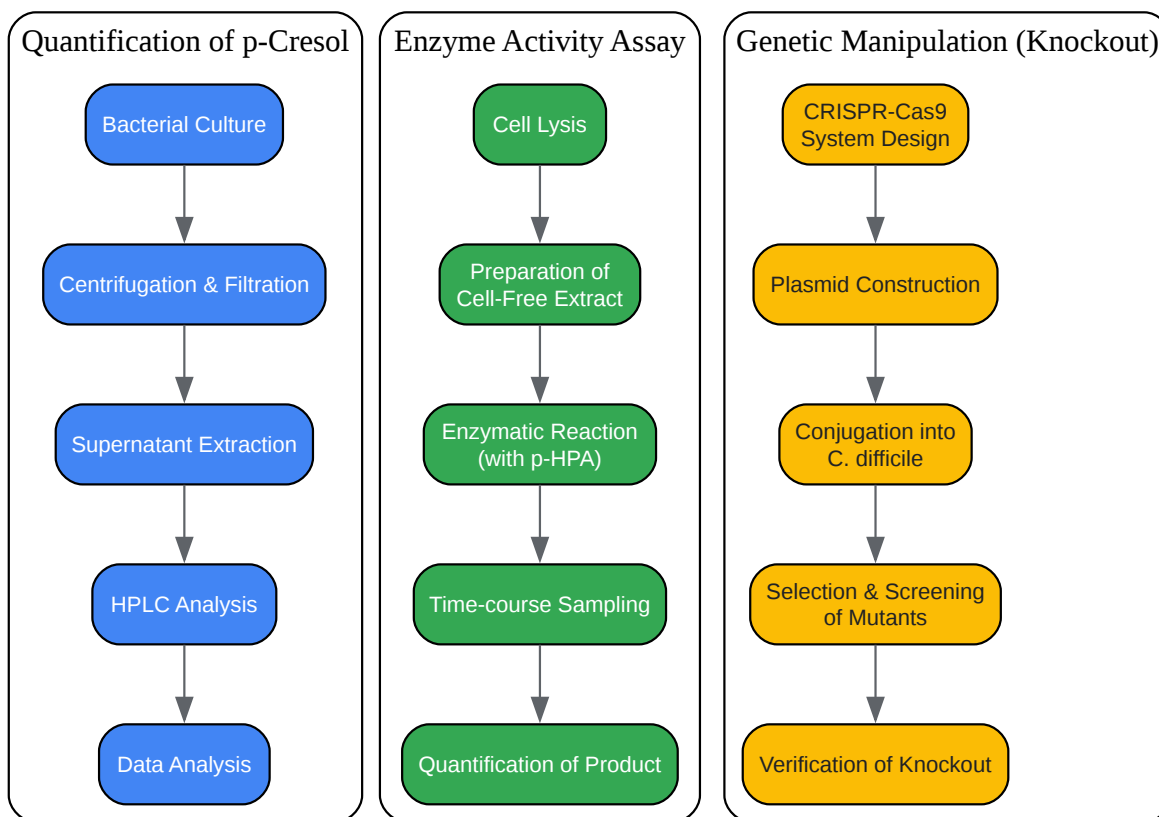 Quantification of p-Cresol
Bacterial Culture
Centrifugation & Filtration
Supernatant Extraction
HPLC Analysis
Data Analysis
Enzyme Activity Assay
Cell Lysis
Preparation of
Cell-Free Extract
Enzymatic Reaction
(with p-HPA)
Time-course Sampling
Quantification of Product
Genetic Manipulation (Knockout)
CRISPR-Cas9
System Design
Plasmid Construction
Conjugation into
C. difficile
Selection & Screening
of Mutants
Verification of Knockout